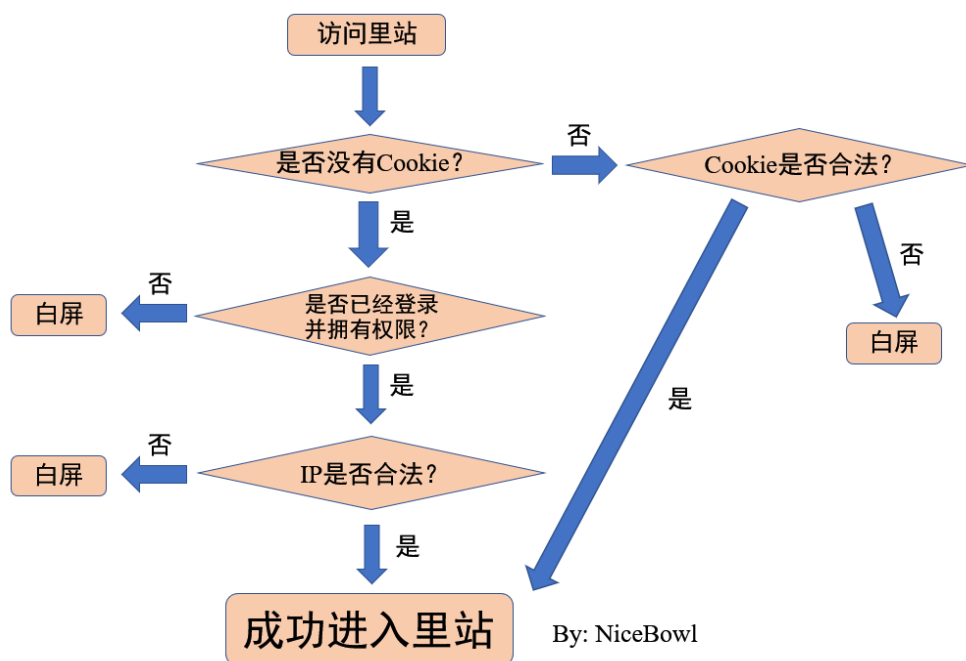 访问里站
否
是否没有Cookie？
Cookie是否合法？
是
否
否
是否已经登录
并拥有权限？
白屏
白屏
是
是
否
IP是否合法？
白屏
是
成功进入里站
By: NiceBowl